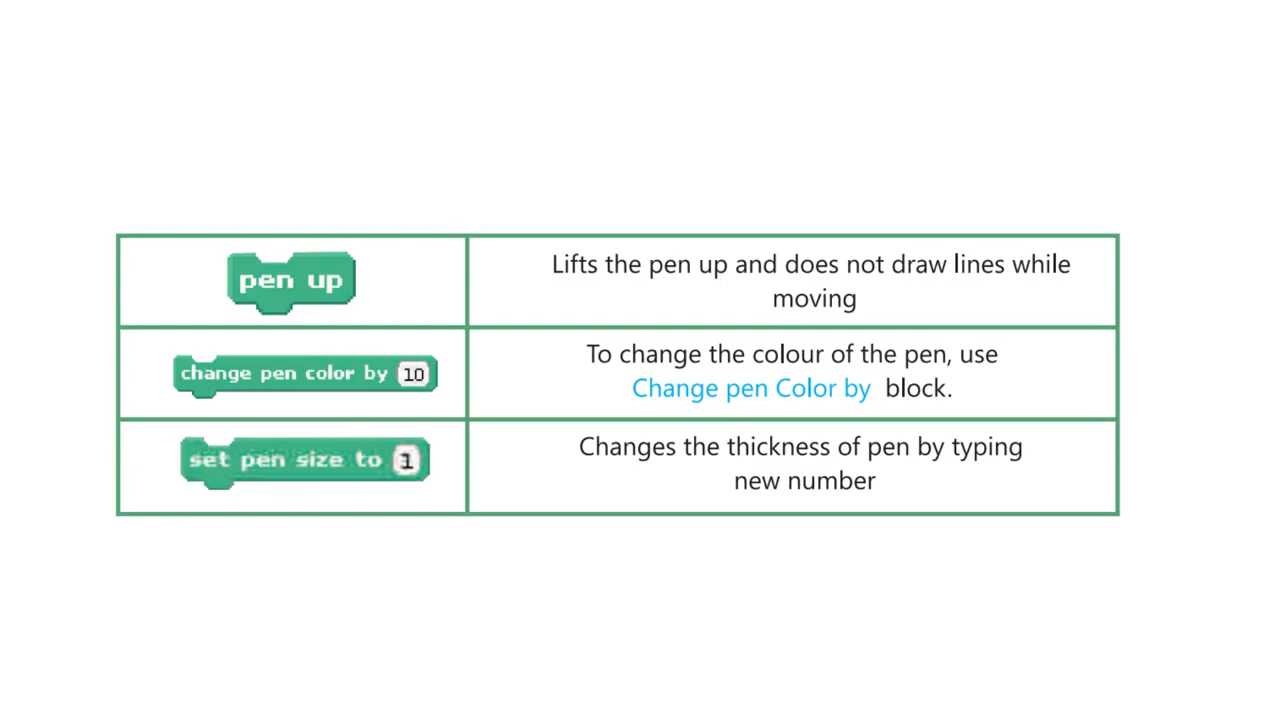 pen up
Lifts the pen up and does not draw lines while
moving
change pen color by 10
To change the colour of the pen, use
Change pen Color by block.
set pen size to 1
Changes the thickness of pen by typing
new number